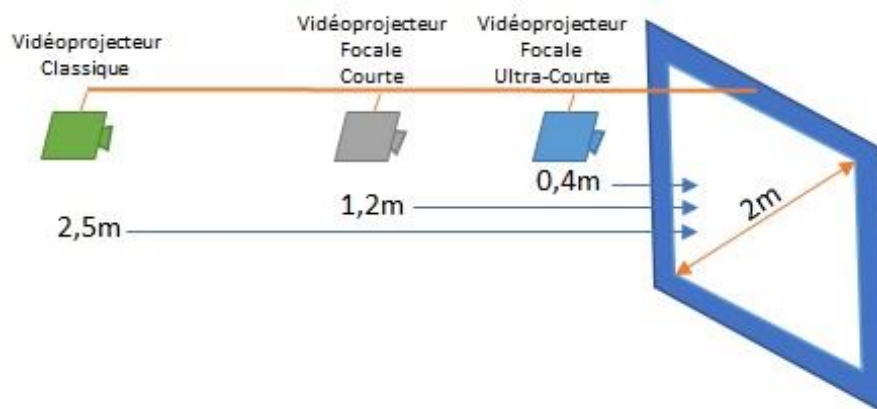 Vidéoprojecteur
Classique
Vidéoprojecteur
Focale
Courte
Vidéoprojecteur
Focale
Ultra-Courte
0,4m
1,2m
2,5m
2m